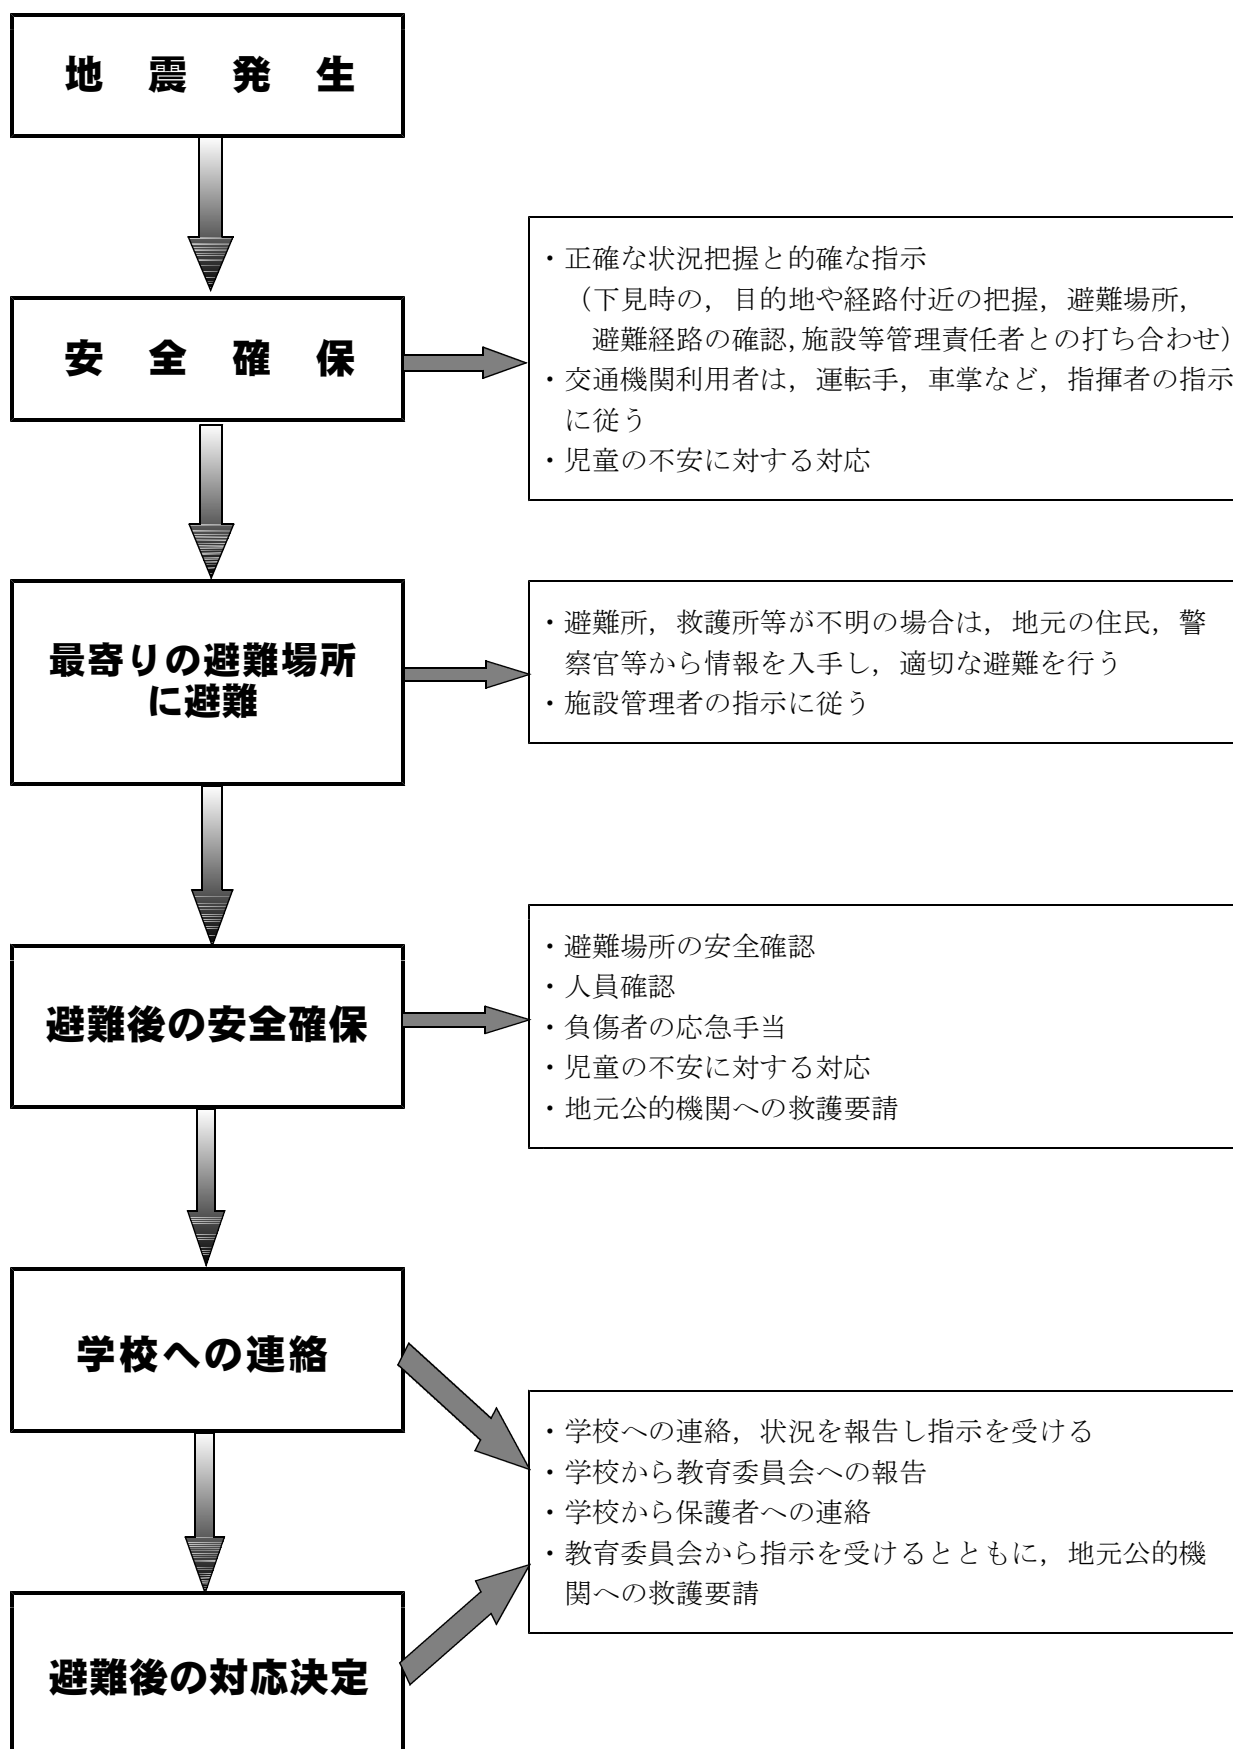 地　震　発　生
安　全　確　保
・正確な状況把握と的確な指示
（下見時の，目的地や経路付近の把握，避難場所，
避難経路の確認，施設等管理責任者との打ち合わせ）
・交通機関利用者は，運転手，車掌など，指揮者の指示
に従う
・児童の不安に対する対応
最寄りの避難場所
に避難
・避難所，救護所等が不明の場合は，地元の住民，警
察官等から情報を入手し，適切な避難を行う
・施設管理者の指示に従う
避難後の安全確保
・避難場所の安全確認
・人員確認
・負傷者の応急手当
・児童の不安に対する対応
・地元公的機関への救護要請
学校への連絡
・学校への連絡，状況を報告し指示を受ける
・学校から教育委員会への報告
・学校から保護者への連絡
・教育委員会から指示を受けるとともに，地元公的機
関への救護要請
避難後の対応決定